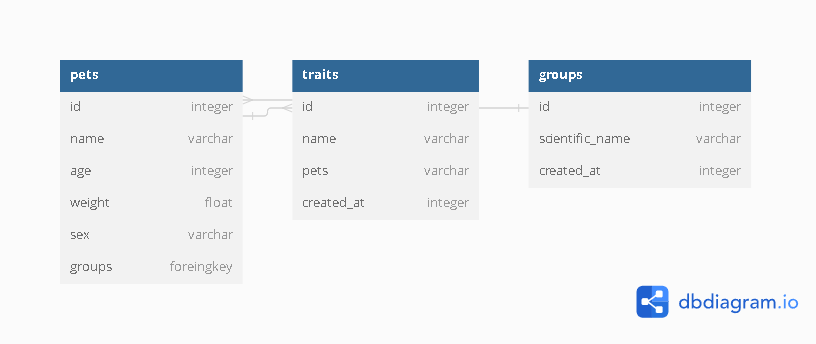 pets
id integer
name varchar
age integer
weight float
sex varchar
groups foreingkey
traits
id integer
name varchar
pets varchar
created_at integer
groups
id integer
scientific_name varchar
created_at integer
dbdiagram.io